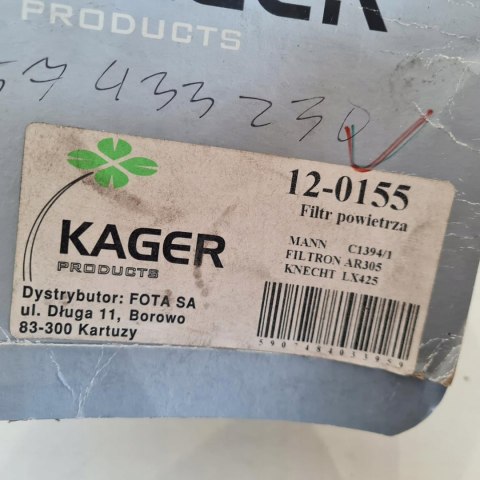 KAGER
PRODUCTS
57 433 230
12-0155
Filtr powietrza
KAGER
PRODUCTS
MANN C1394/1
FILTRON AR305
KNECHT LX425
Dystrybutor: FOTA SA
ul. Długa 11, Borowo
83-300 Kartuzy